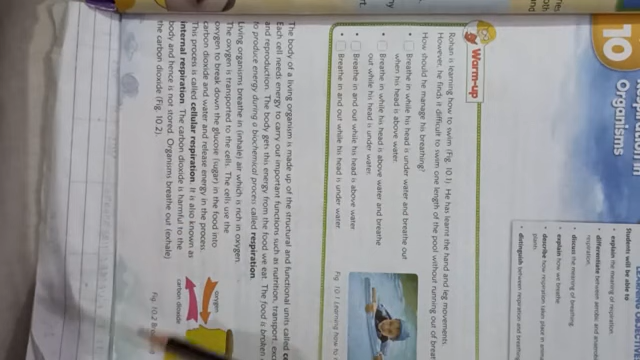 10
Organisms
Students will be able to
• explain the meaning of respiration.
• differentiate between aerobic and
respiration.
• discuss the meaning of breathing.
• explain how we breathe
• describe how respiration takes place in
plants
• distinguish between respiration and
Warm-up
Rohan is learning how to swim (Fig. 10.1). He has learnt the hand and leg movements.
However, he finds it difficult to swim one length of the pool without running out of
How should he manage his breathing?
• Breathe in while his head is under water and breathe out
when his head is above water.
• Breathe in while his head is above water and breathe
out while his head is under water.
• Breathe in and out while his head is above water
• Breathe in and out while his head is under water.
Fig. 10.1 Learning how to
The body of a living organism is made up of the structural and functional units called
Each cell needs energy to carry out important functions such as nutrition, transport,
and reproduction. The body gets this energy from the food we eat. The food is broken
to produce energy during a biochemical process called respiration.
Living organisms breathe in (inhale) air which is rich in oxygen.
The oxygen is transported to the cells. The cells use the
oxygen to break down the glucose (sugar) in the food into
carbon dioxide and water and release energy in the process.
This process is called cellular respiration. It is also known as
internal respiration. The carbon dioxide is harmful to the
body and hence is not stored. Organisms breathe out (exhale)
the carbon dioxide (Fig. 10.2).
oxygen
carbon dioxide
Fig. 10.2